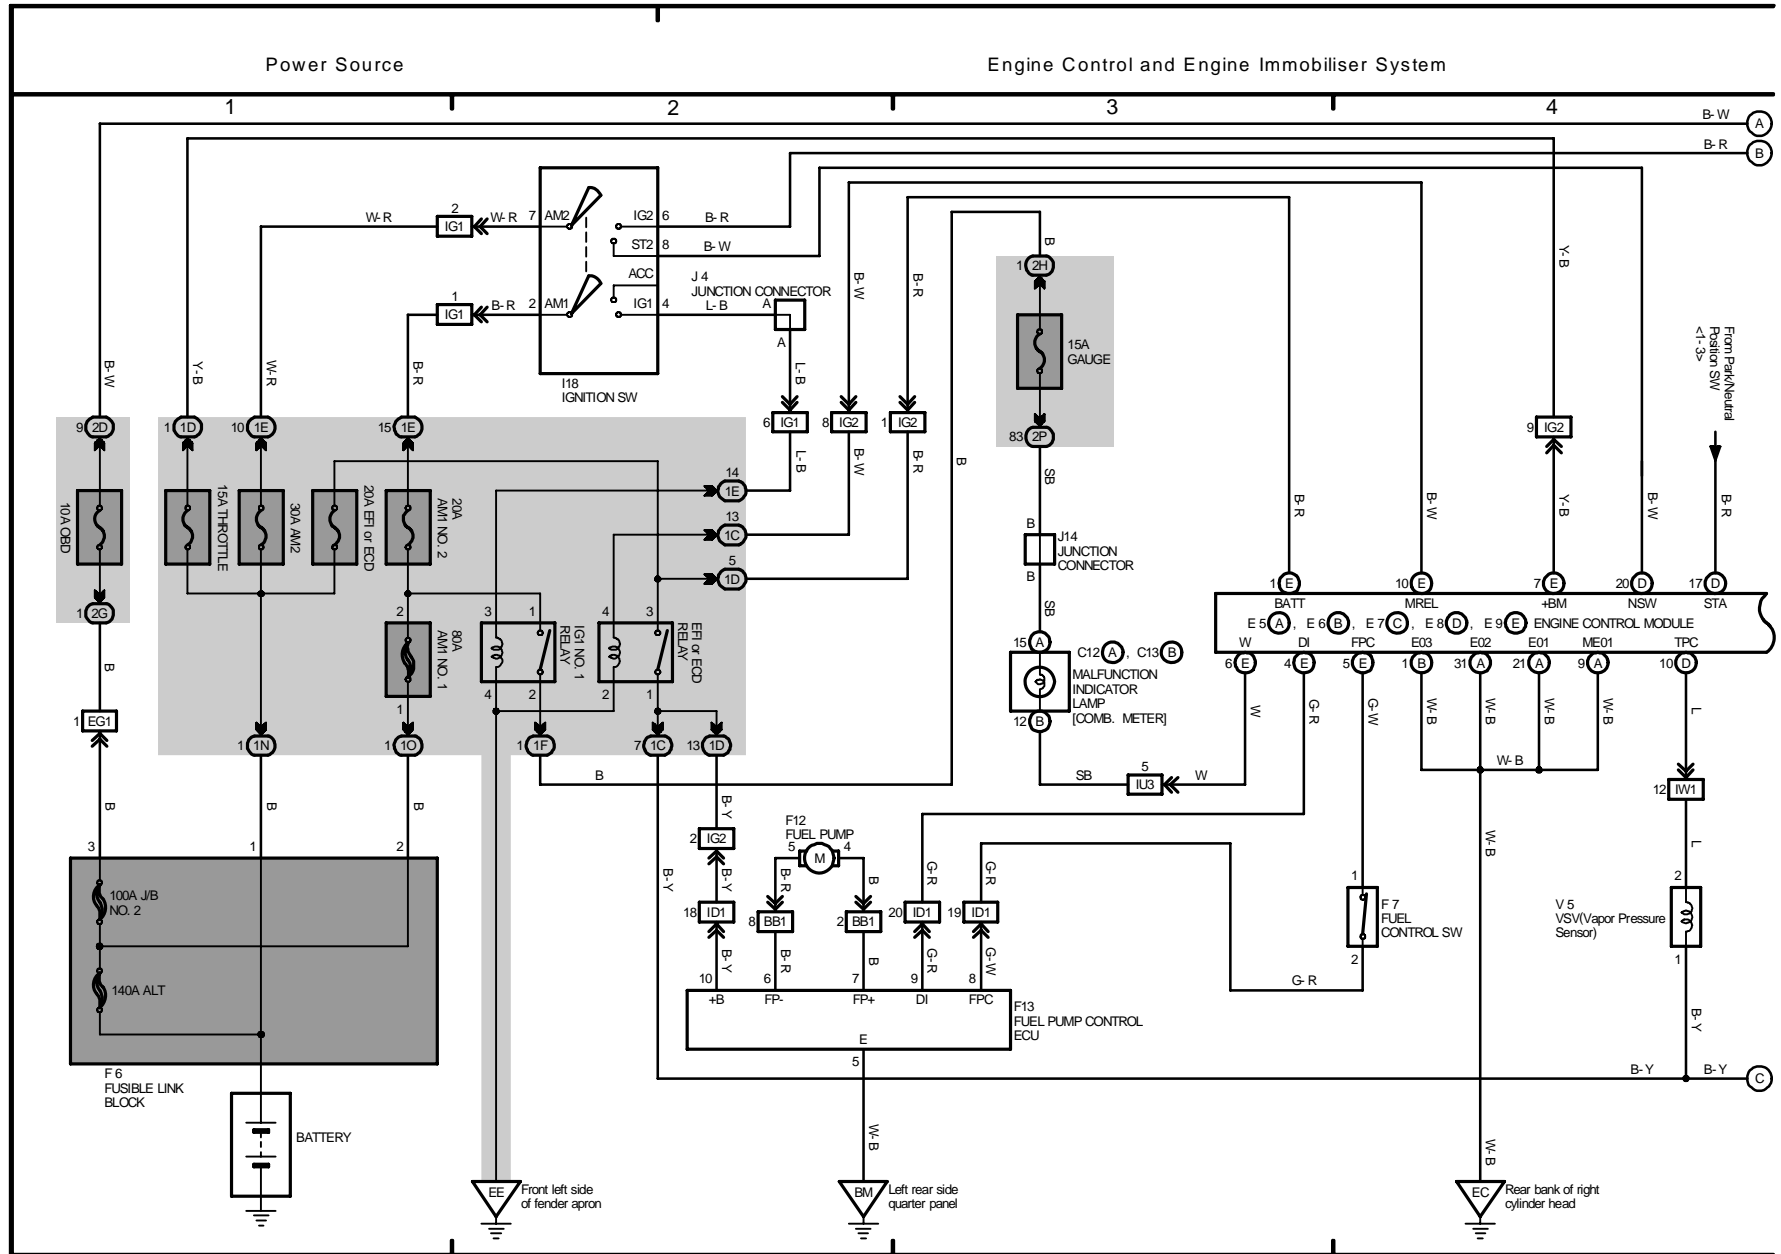 Power Source
Engine Control and Engine Immobiliser System
1
2
3
4
B-W
A
B-R
B
W-R
2
IG1
W-R
7
AM2
IG2
6
B-R
ST2
8
B-W
ACC
1
IG1
B-R
2
AM1
IG1
4
L-B
A
A
J 4
JUNCTION CONNECTOR
I18
IGNITION SW
B-W
Y-B
W-R
B-R
L-B
B-W
B-R
B
B
1
2H
15A
GAUGE
83
2P
Y-B
From Park/Neutral
Position SW
<1-3>
9
2D
1
1D
10
1E
15
1E
6
IG1
8
IG2
1
IG2
9
IG2
L-B
B-W
B-R
SB
14
1E
13
1C
5
1D
10A OBD
15A THROTTLE
30A AM2
20A EFI or ECD
20A
AM1 NO. 2
B
J14
JUNCTION
CONNECTOR
B
SB
B-R
B-W
Y-B
B-W
B-R
1
2G
2
80A
AM1 NO. 1
1
3
1
IG1 NO. 1
RELAY
4
2
4
3
EFI or ECD
RELAY
2
1
1
E
10
E
7
E
20
D
17
D
BATT
MREL
+BM
NSW
STA
E 5
A
, E 6
B
, E 7
C
, E 8
D
, E 9
E
ENGINE CONTROL MODULE
W
DI
FPC
E03
E02
E01
ME01
TPC
6
E
4
E
5
E
1
B
31
A
21
A
9
A
10
D
15
A
C12
A
, C13
B
MALFUNCTION
INDICATOR
LAMP
[COMB. METER]
12
B
B
1
EG1
1
1N
1
1O
1
1F
7
1C
13
1D
W
G-R
G-W
W-B
W-B
W-B
L
W-B
B
SB
5
IU3
W
12
IW1
B
B
B
B-Y
2
IG2
F12
FUEL PUMP
5
M
4
3
1
2
100A J/B
NO. 2
140A ALT
F 6
FUSIBLE LINK
BLOCK
BATTERY
B-Y
B-Y
B-R
B
G-R
G-R
18
ID1
8
BB1
2
BB1
20
ID1
19
ID1
B-Y
B-R
B
G-R
G-W
10
6
7
9
8
+B
FP-
FP+
DI
FPC
E
5
F13
FUEL PUMP CONTROL
ECU
1
F 7
FUEL
CONTROL SW
2
G-R
W-B
L
2
V 5
VSV(Vapor Pressure
Sensor)
1
B-Y
B-Y
B-Y
C
W-B
W-B
EE
Front left side
of fender apron
BM
Left rear side
quarter panel
EC
Rear bank of right
cylinder head